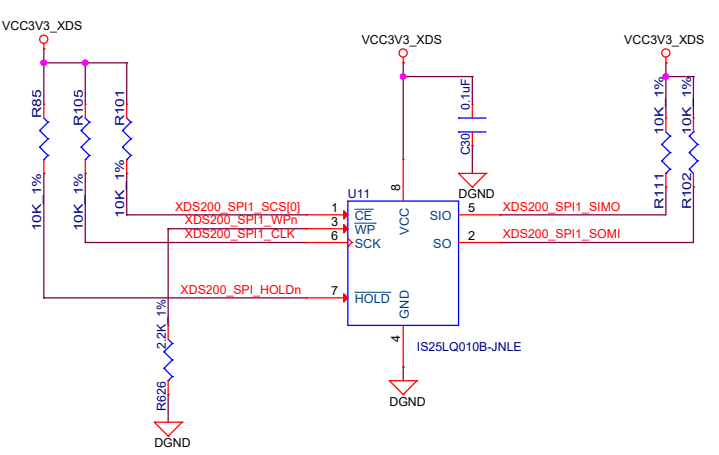 VCC3V3_XDS
VCC3V3_XDS
VCC3V3_XDS
R85
R105
R101
10K 1%
10K 1%
10K 1%
0.1uF
C30
DGND
10K 1%
10K 1%
R111
R102
U11
8
XDS200_SPI1_SCS[0]
1
CE
VCC
SIO
5
XDS200_SPI1_SIMO
XDS200_SPI1_WPn
3
WP
XDS200_SPI1_CLK
6
SCK
SO
2
XDS200_SPI1_SOMI
XDS200_SPI_HOLDn
7
HOLD
GND
4
IS25LQ010B-JNLE
2.2K 1%
R626
DGND
DGND